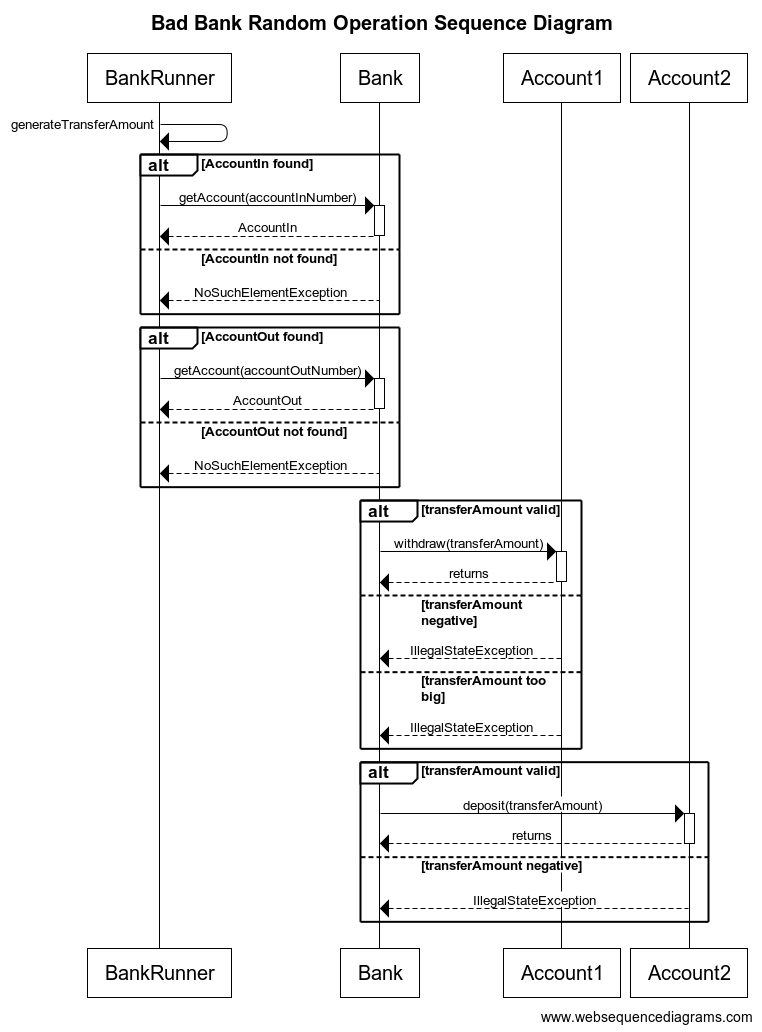 Bad Bank Random Operation Sequence Diagram
BankRunner
Bank
Account1
Account2
generateTransferAmount
alt
[AccountIn found]
getAccount(accountInNumber)
AccountIn
[AccountIn not found]
NoSuchElementException
alt
[AccountOut found]
getAccount(accountOutNumber)
AccountOut
[AccountOut not found]
NoSuchElementException
alt
[transferAmount valid]
withdraw(transferAmount)
returns
[transferAmount
negative]
IllegalStateException
[transferAmount too
big]
IllegalStateException
alt
[transferAmount valid]
deposit(transferAmount)
returns
[transferAmount negative]
IllegalStateException
BankRunner
Bank
Account1
Account2
www.websequencediagrams.com